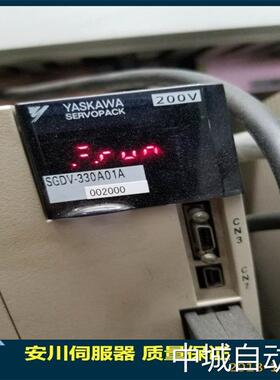 YASKAWA
SERVOPACK
200V
P.run
SGDV-330A01A
002000
CN3
CN7
安川伺服器 质量保证
中城自动